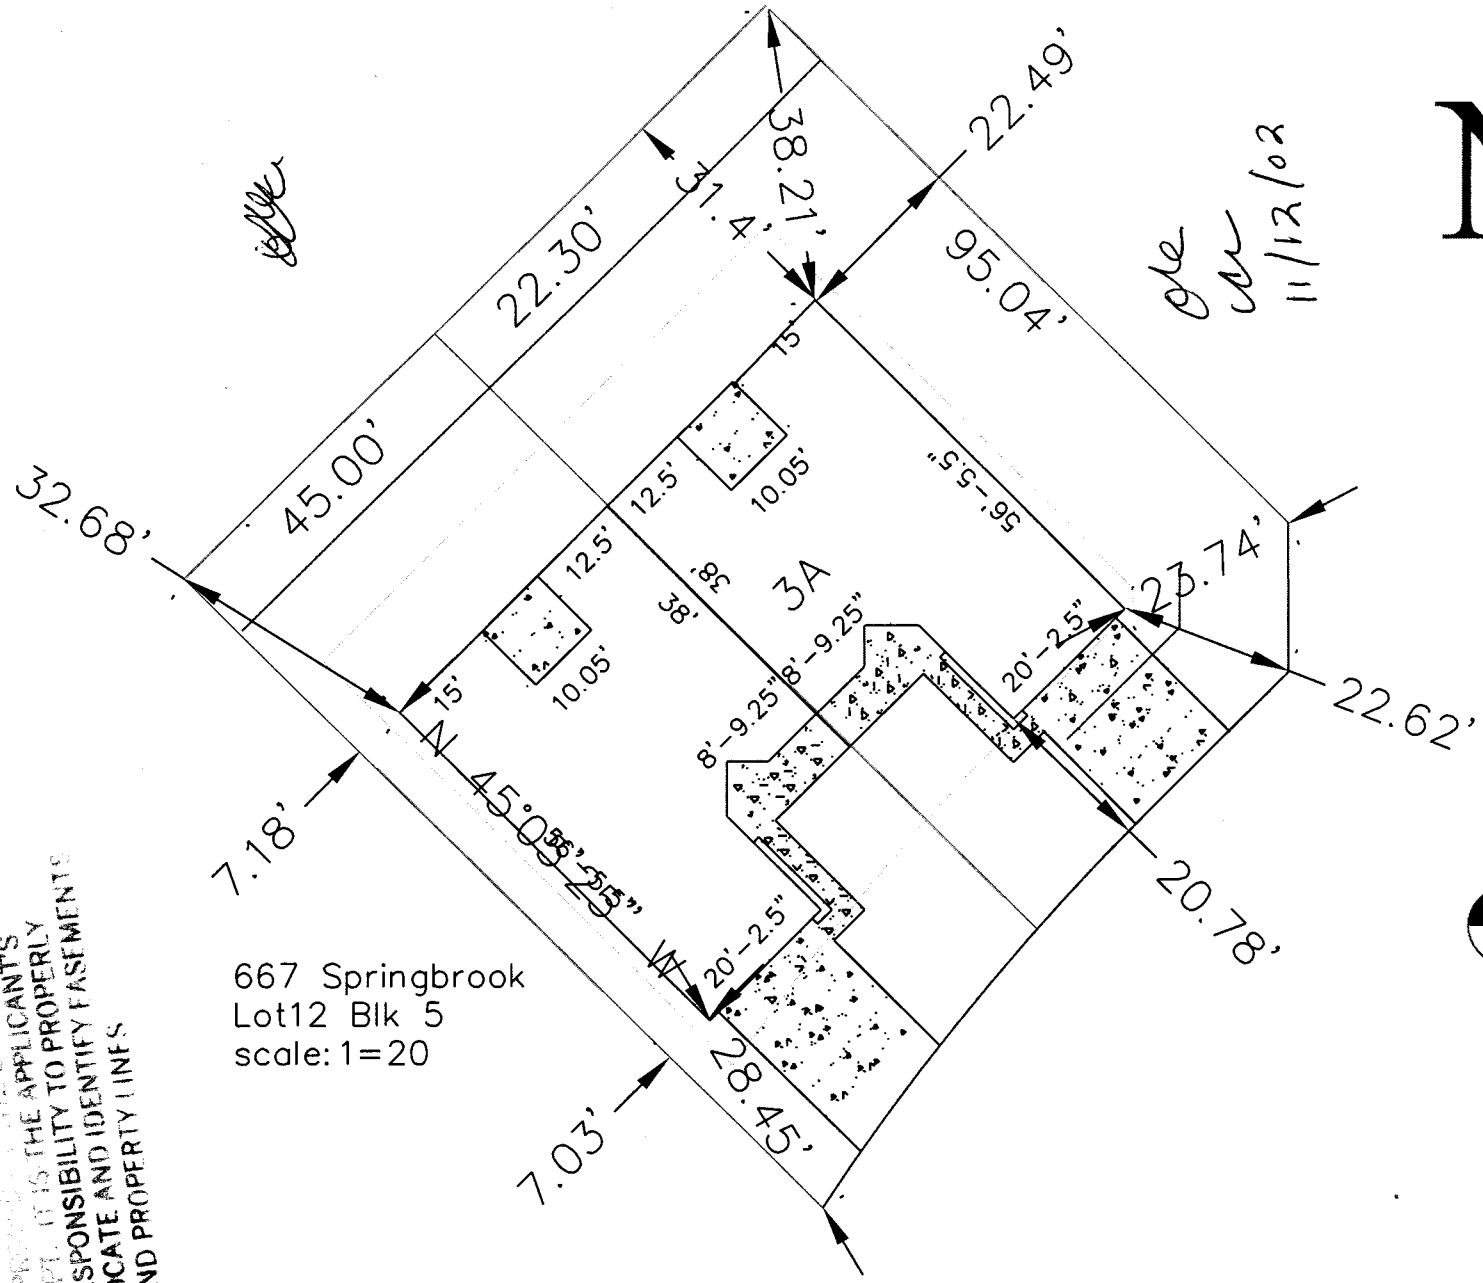 38.21'
22.49'
31.4'
95.04'
22.30'
45.00'
32.68'
15'
12.5'
10.05'
56'-5.5"
12.5'
10.05'
15'
38'
38'
3A
23.74'
8'-9.25"
8'-9.25"
20'-2.5"
22.62'
20.78'
7.18'
N 45°03'25" W
56'-5.5"
20'-2.5"
28.45'
7.03'
667 Springbrook
Lot12 Blk 5
scale: 1=20
11/12/02
N
IT IS THE APPLICANT'S
RESPONSIBILITY TO PROPERLY
LOCATE AND IDENTIFY EASEMENTS
AND PROPERTY LINES